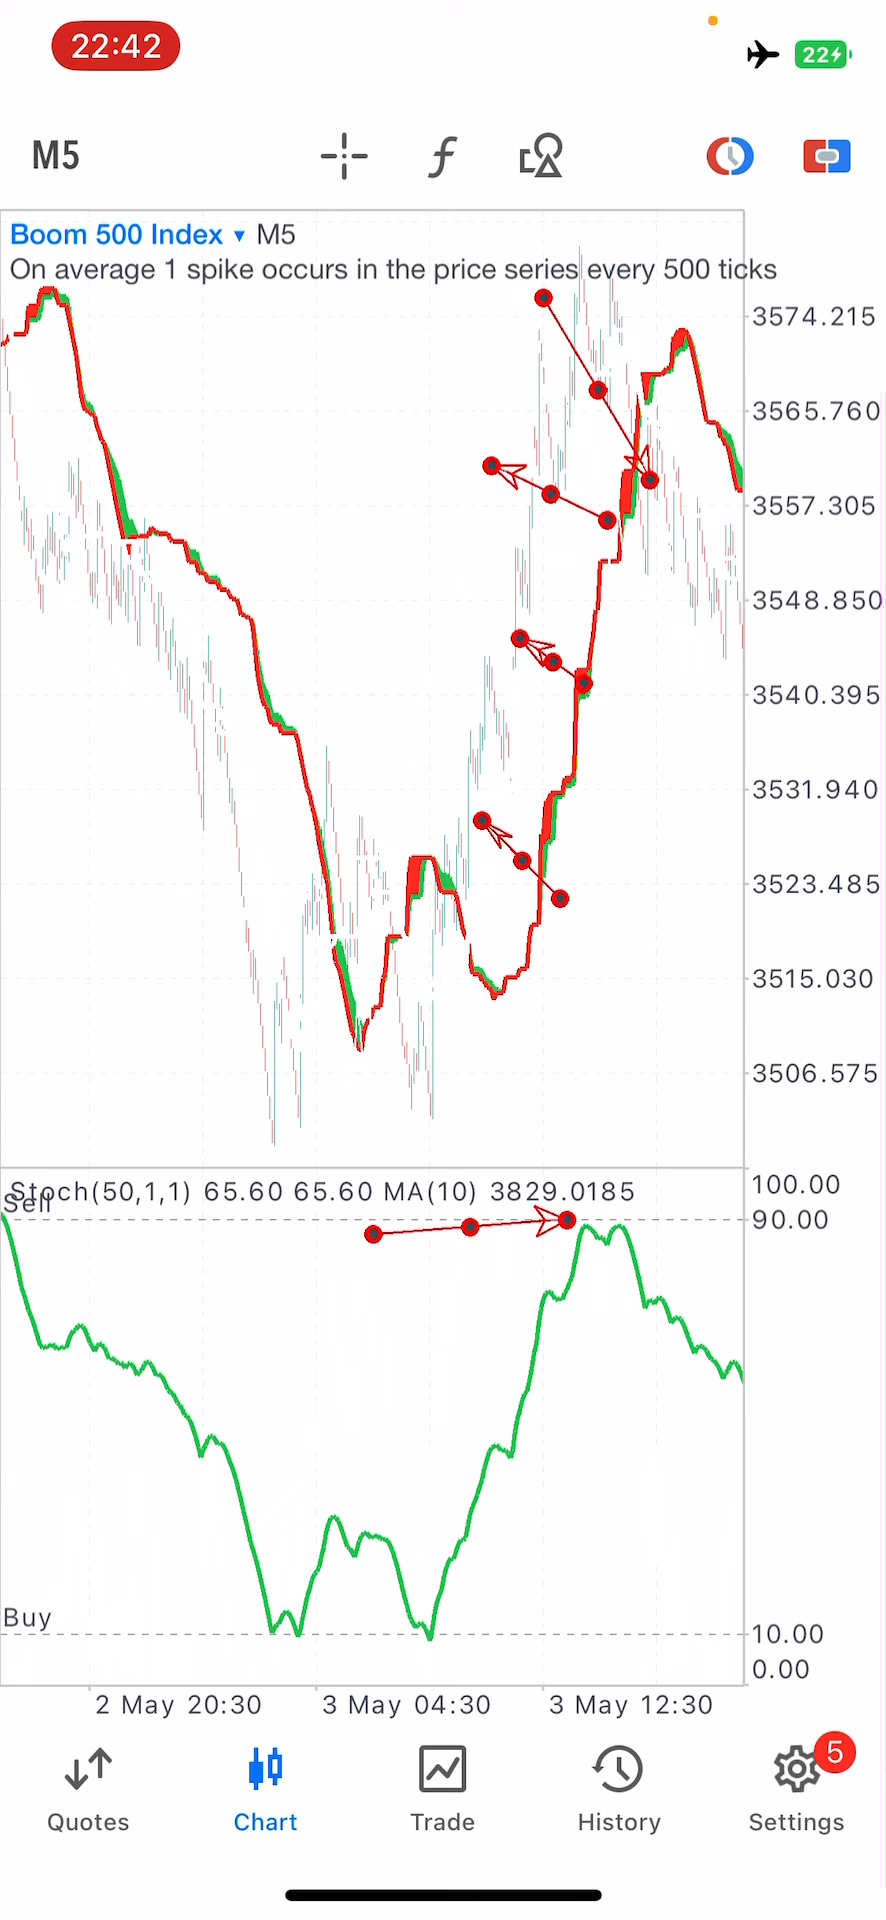 22:42
22
M5
Boom 500 Index ▾ M5
On average 1 spike occurs in the price series every 500 ticks
3574.215
3565.760
3557.305
3548.850
3540.395
3531.940
3523.485
3515.030
3506.575
Stoch(50,1,1) 65.60 65.60 MA(10) 3829.0185
100.00
Sell
90.00
Buy
10.00
0.00
2 May 20:30
3 May 04:30
3 May 12:30
5
Quotes
Chart
Trade
History
Settings